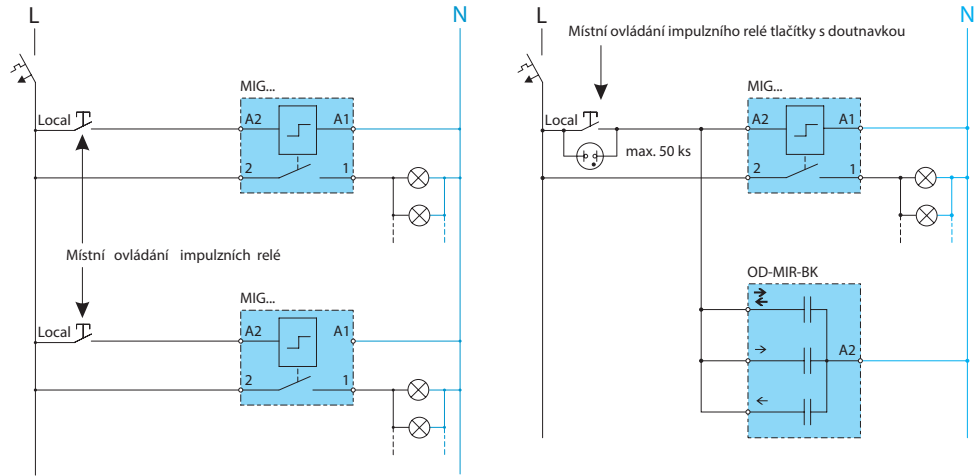 L
N
MIG...
Local
A2
A1
2
1
Místní ovládání impulzních relé
MIG...
Local
A2
A1
2
1
L
N
Místní ovládání impulzního relé tlačítky s doutnavkou
MIG...
Local
A2
A1
max. 50 ks
2
1
OD-MIR-BK
A2